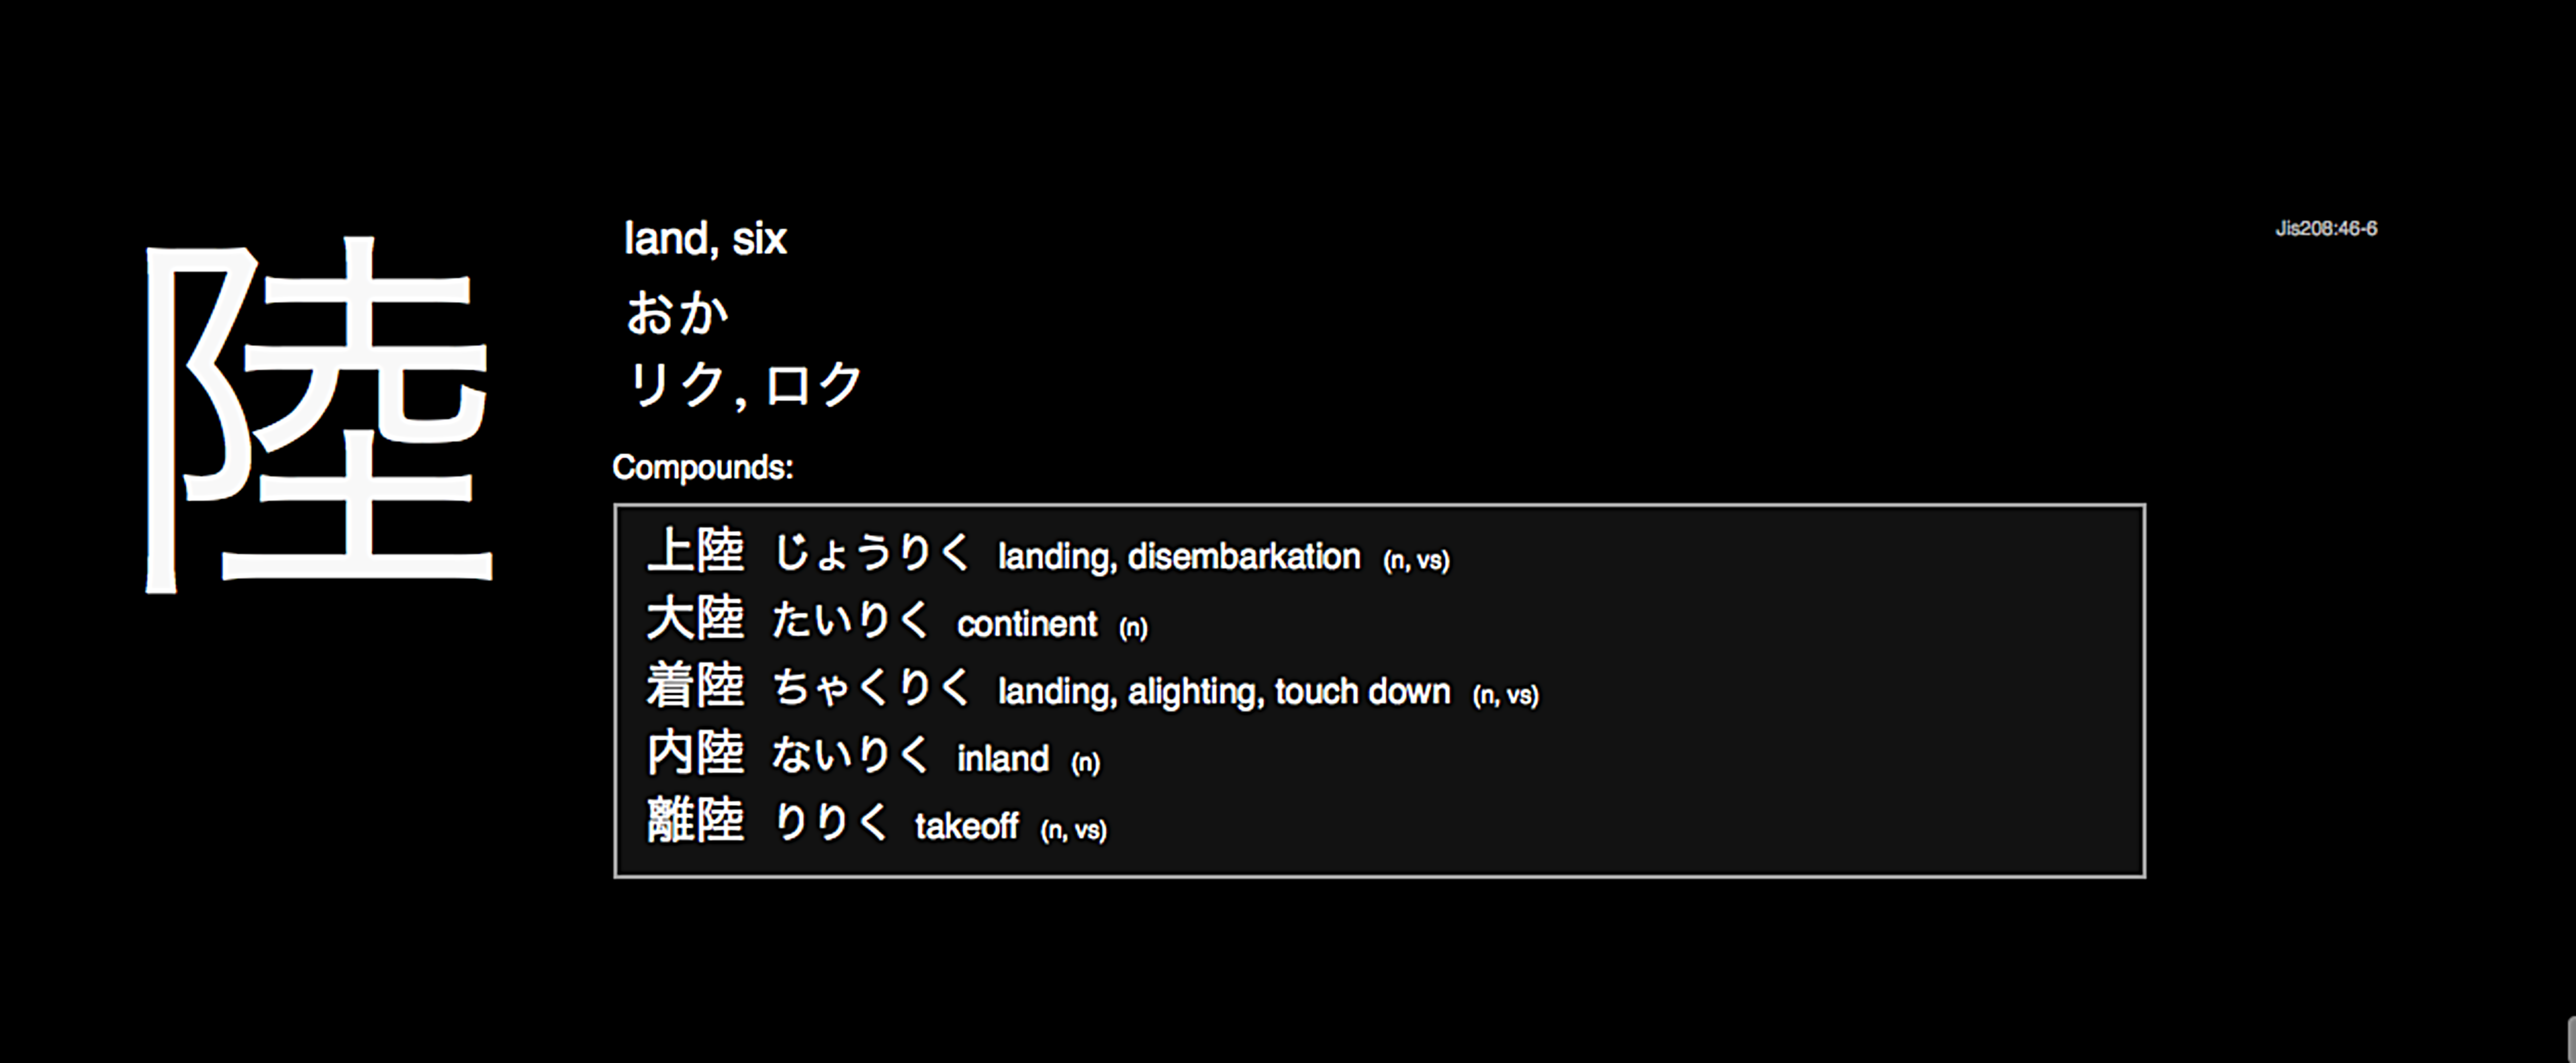 陸
land, six
Jis208:46-6
おか
リク, ロク
Compounds:
上陸 じょうりく landing, disembarkation (n, vs)
大陸 たいりく continent (n)
着陸 ちゃくりく landing, alighting, touch down (n, vs)
内陸 ないりく inland (n)
離陸 りりく takeoff (n, vs)